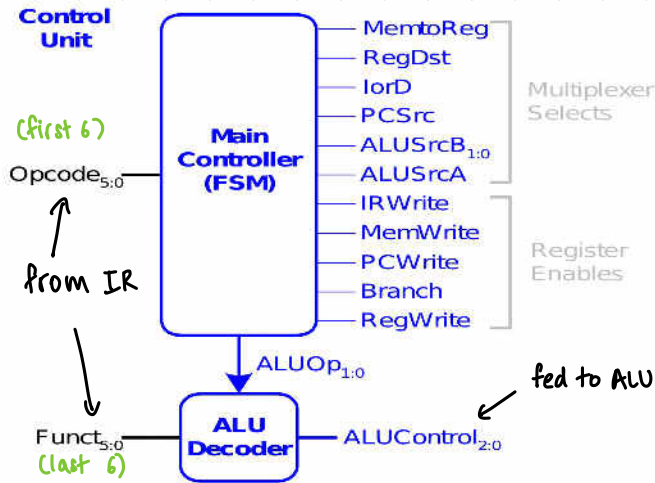 Control
Unit
(first 6)
Opcode5:0
from IR
Main
Controller
(FSM)
MemtoReg
RegDst
IorD
PCSrc
ALUSrcB1:0
ALUSrcA
Multiplexer
Selects
IRWrite
MemWrite
PCWrite
Branch
RegWrite
Register
Enables
ALUOp1:0
fed to ALU
Funct5:0
(last 6)
ALU
Decoder
ALUControl2:0